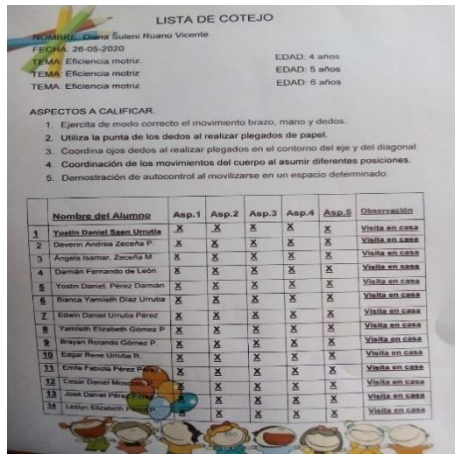 LISTA DE COTEJO
NOMBRE: Diana Suleni Ruano Vicente
FECHA: 26-05-2020
TEMA: Eficiencia motriz. EDAD: 4 años
TEMA: Eficiencia motriz EDAD: 5 años
TEMA: Eficiencia motriz EDAD: 6 años
ASPECTOS A CALIFICAR.
1. Ejercita de modo correcto el movimiento brazo, mano y dedos.
2. Utiliza la punta de los dedos al realizar plegados de papel.
3. Coordina ojos dedos al realizar plegados en el contorno del eje y del diagonal
4. Coordinación de los movimientos del cuerpo al asumir diferentes posiciones.
5. Demostración de autocontrol al movilizarse en un espacio determinado.
Nombre del Alumno Asp.1 Asp.2 Asp.3 Asp.4 Asp.5 Observación
1 Yostin Daniel Saen Urrutia X X X X X Visita en casa
2 Deverin Andrea Zeceña P. X X X X X Visita en casa
3 Ángela Isamar, Zeceña M X X X X X Visita en casa
4 Damián Fernando de León X X X X X Visita en casa
5 Yostin Daniel, Pérez Damián X X X X X Visita en casa
6 Bianca Yamileth Díaz Urrutia X X X X X Visita en casa
7 Edwin Daniel Urrutia Pérez X X X X X Visita en casa
8 Yamileth Elizabeth Gómez P X X X X X Visita en casa
9 Brayan Rolando Gómez P X X X X X Visita en casa
10 Edgar Rene Urrutia R. X X X X X Visita en casa
11 Emile Fabiola Pérez Pérez X X X X X Visita en casa
12 Cesar Daniel X X X X X Visita en casa
13 José Daniel Pérez X X X X X Visita en casa
14 Leslyn Elizabeth P X X X X Visita en casa